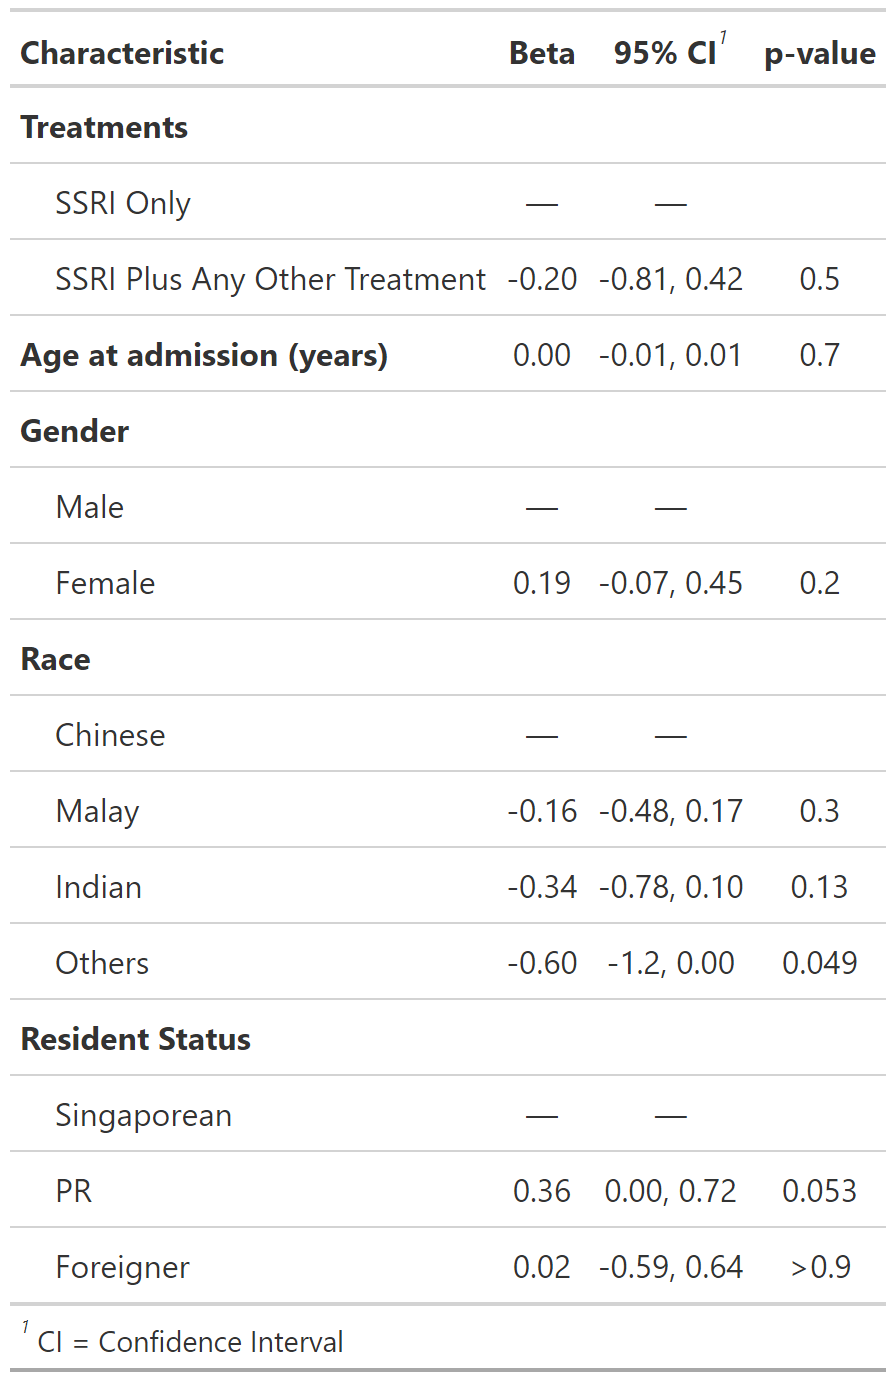 Characteristic Beta 95% CI1 p-value
Treatments
SSRI Only — —
SSRI Plus Any Other Treatment -0.20 -0.81, 0.42 0.5
Age at admission (years) 0.00 -0.01, 0.01 0.7
Gender
Male — —
Female 0.19 -0.07, 0.45 0.2
Race
Chinese — —
Malay -0.16 -0.48, 0.17 0.3
Indian -0.34 -0.78, 0.10 0.13
Others -0.60 -1.2, 0.00 0.049
Resident Status
Singaporean — —
PR 0.36 0.00, 0.72 0.053
Foreigner 0.02 -0.59, 0.64 >0.9
1 CI = Confidence Interval